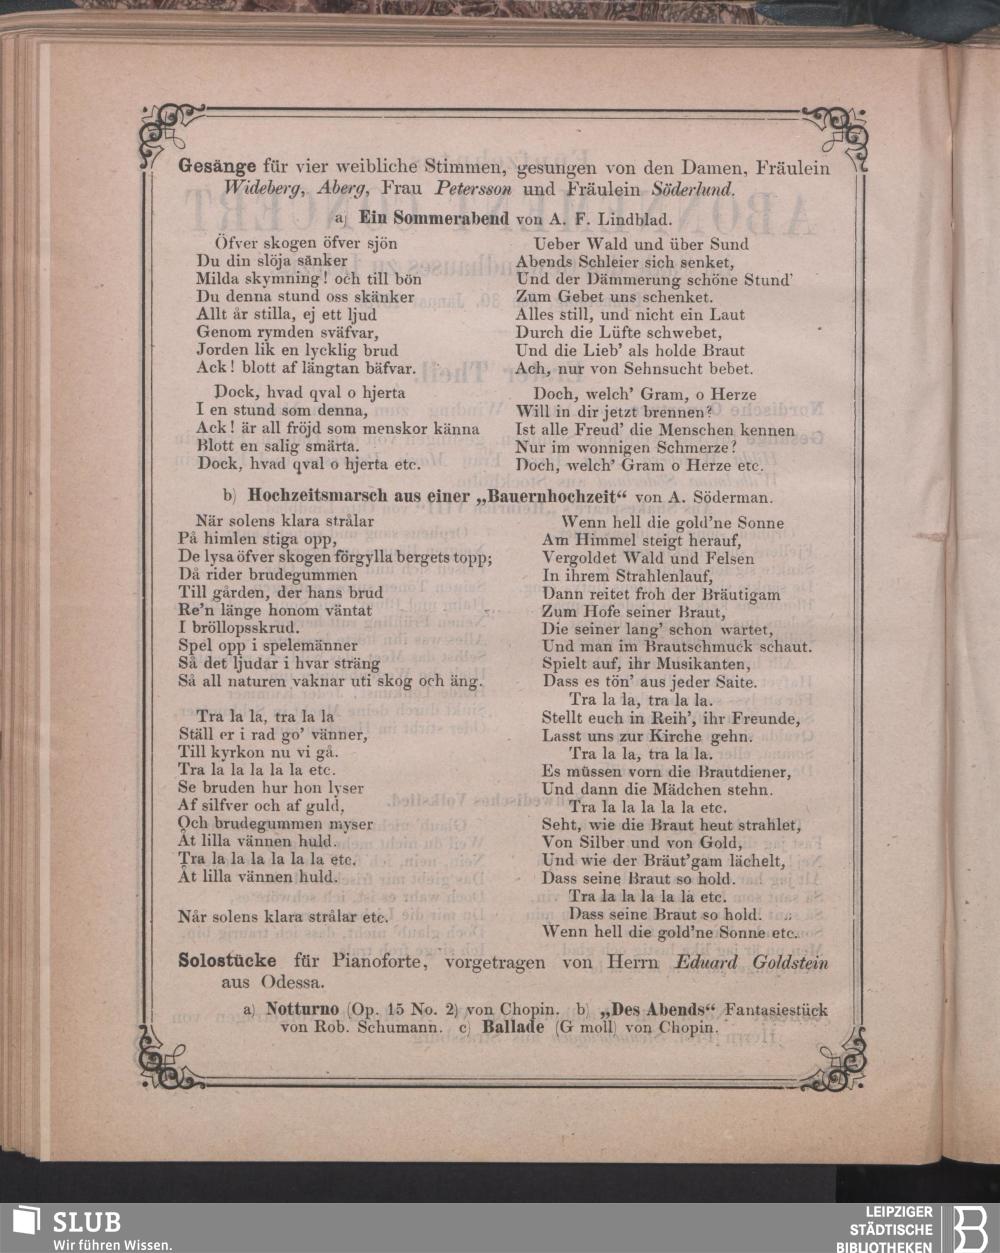 Gesänge für vier weibliche Stimmen, gesungen von den Damen, Fräulein
Wideberg, Aberg, Frau Petersson und Fräulein Söderlund.
a) Ein Sommerabend von A. F. Lindblad.
Öfver skogen öfver sjön
Du din slöja sänker
Milda skymning! och till bön
Du denna stund oss skänker
Allt är stilla, ej ett ljud
Genom rymden sväfvar,
Jorden lik en lycklig brud
Ack! blott af längtan bäfvar.
Dock, hvad qval o hjerta
I en stund som denna,
Ack! är all fröjd som menskor känna
Blott en salig smärta.
Dock, hvad qval o hjerta etc.
Ueber Wald und über Sund
Abends Schleier sich senket,
Und der Dämmerung schöne Stund'
Zum Gebet uns schenket.
Alles still, und nicht ein Laut
Durch die Lüfte schwebet,
Und die Lieb' als holde Braut
Ach, nur von Sehnsucht bebet.
Doch, welch' Gram, o Herze
Will in dir jetzt brennen?
Ist alle Freud' die Menschen kennen
Nur im wonnigen Schmerze?
Doch, welch' Gram o Herze etc.
b) Hochzeitsmarsch aus einer „Bauernhochzeit“ von A. Söderman.
När solens klara strålar
På himlen stiga opp,
De lysa öfver skogen förgylla bergets topp;
Då rider brudegummen
Till gården, der hans brud
Re'n länge honom väntat
I bröllopsskrud.
Spel opp i spelemänner
Så det ljudar i hvar sträng
Så all naturen vaknar uti skog och äng.
Tra la la, tra la la
Ställ er i rad go' vänner,
Till kyrkon nu vi gå.
Tra la la la la la etc.
Se bruden hur hon lyser
Af silfver och af guld,
Och brudegummen myser
Åt lilla vännen huld.
Tra la la la la la la etc.
Åt lilla vännen huld.
När solens klara strålar etc.
Wenn hell die gold'ne Sonne
Am Himmel steigt herauf,
Vergoldet Wald und Felsen
In ihrem Strahlenlauf,
Dann reitet froh der Bräutigam
Zum Hofe seiner Braut,
Die seiner lang' schon wartet,
Und man im Brautschmuck schaut.
Spielt auf, ihr Musikanten,
Dass es tön' aus jeder Saite.
Tra la la, tra la la.
Stellt euch in Reih', ihr Freunde,
Lasst uns zur Kirche gehn.
Tra la la, tra la la.
Es müssen vorn die Brautdiener,
Und dann die Mädchen stehn.
Tra la la la la la etc.
Seht, wie die Braut heut strahlet,
Von Silber und von Gold,
Und wie der Bräut'gam lächelt,
Dass seine Braut so hold.
Tra la la la la la etc.
Dass seine Braut so hold.
Wenn hell die gold'ne Sonne etc.
Solostücke für Pianoforte, vorgetragen von Herrn Eduard Goldstein
aus Odessa.
a) Notturno (Op. 15 No. 2) von Chopin. b) „Des Abends“ Fantasiestück
von Rob. Schumann. c) Ballade (G moll) von Chopin.
SLUB
Wir führen Wissen.
LEIPZIGER
STÄDTISCHE
BIBLIOTHEKEN